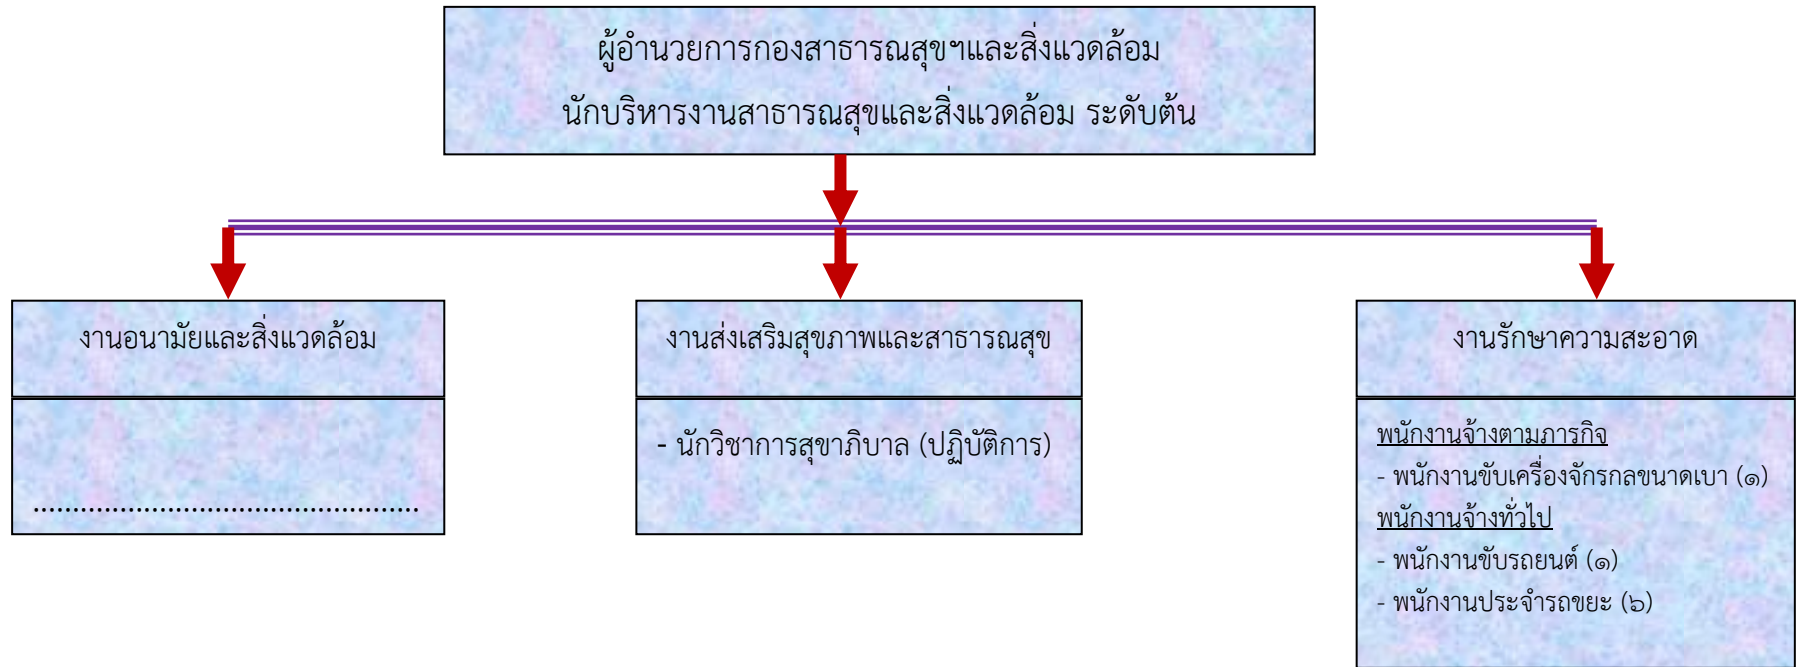 ผู้อำนวยการกองสาธารณสุขฯและสิ่งแวดล้อม
นักบริหารงานสาธารณสุขและสิ่งแวดล้อม ระดับต้น
งานอนามัยและสิ่งแวดล้อม
.................................................
งานส่งเสริมสุขภาพและสาธารณสุข
- นักวิชาการสุขาภิบาล (ปฏิบัติการ)
งานรักษาความสะอาด
พนักงานจ้างตามภารกิจ
- พนักงานขับเครื่องจักรกลขนาดเบา (๑)
พนักงานจ้างทั่วไป
- พนักงานขับรถยนต์ (๑)
- พนักงานประจำรถขยะ (๖)